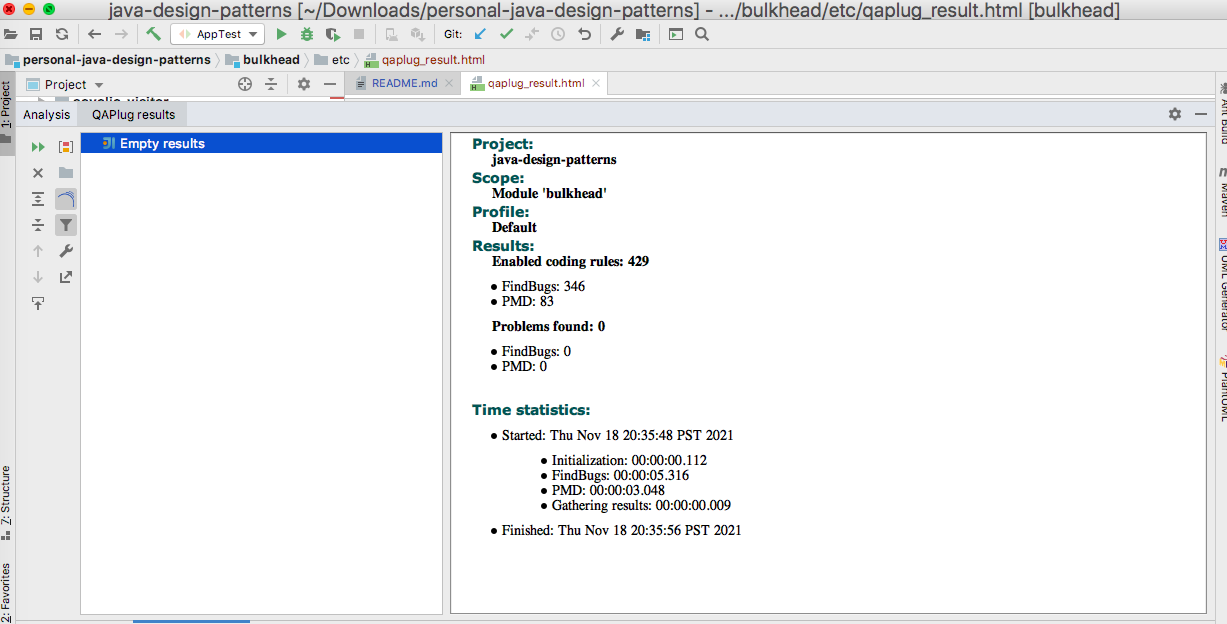 java-design-patterns [~/Downloads/personal-java-design-patterns] - .../bulkhead/etc/qaplug_result.html [bulkhead]
AppTest
Git:
personal-java-design-patterns
bulkhead
etc
qaplug_result.html
1: Project
Project
README.md
qaplug_result.html
Analysis
QAPlug results
Empty results
Project:
java-design-patterns
Scope:
Module 'bulkhead'
Profile:
Default
Results:
Enabled coding rules: 429
● FindBugs: 346
● PMD: 83
Problems found: 0
● FindBugs: 0
● PMD: 0
Time statistics:
● Started: Thu Nov 18 20:35:48 PST 2021
● Initialization: 00:00:00.112
● FindBugs: 00:00:05.316
● PMD: 00:00:03.048
● Gathering results: 00:00:00.009
● Finished: Thu Nov 18 20:35:56 PST 2021
7: Structure
2: Favorites
Ant Build
Maven
UML Generator
PlantUML